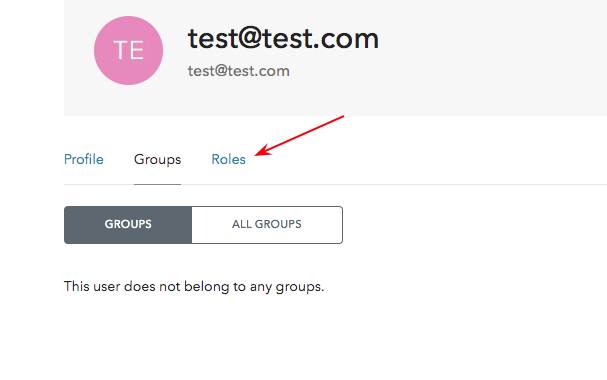 TE
test@test.com
test@test.com
Profile Groups Roles
GROUPS ALL GROUPS
This user does not belong to any groups.